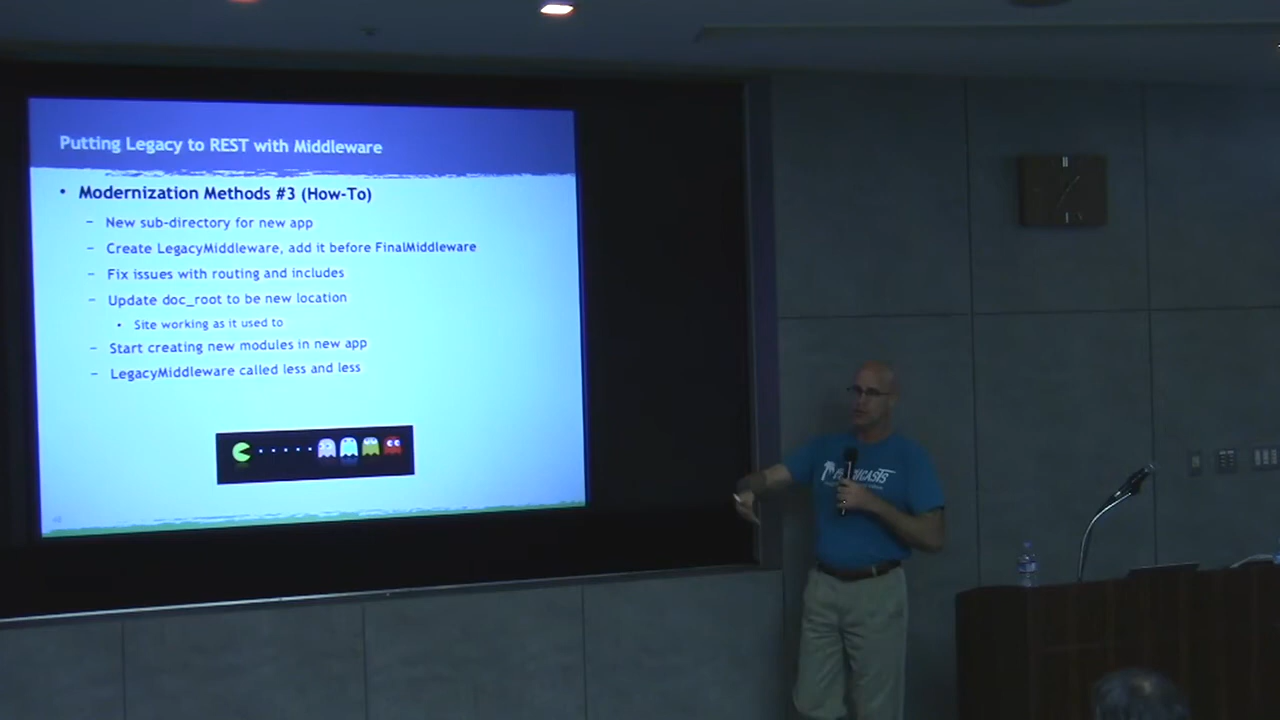 Putting Legacy to REST with Middleware
• Modernization Methods #3 (How-To)
– New sub-directory for new app
– Create LegacyMiddleware, add it before FinalMiddleware
– Fix issues with routing and includes
– Update doc_root to be new location
• Site working as it used to
– Start creating new modules in new app
– LegacyMiddleware called less and less